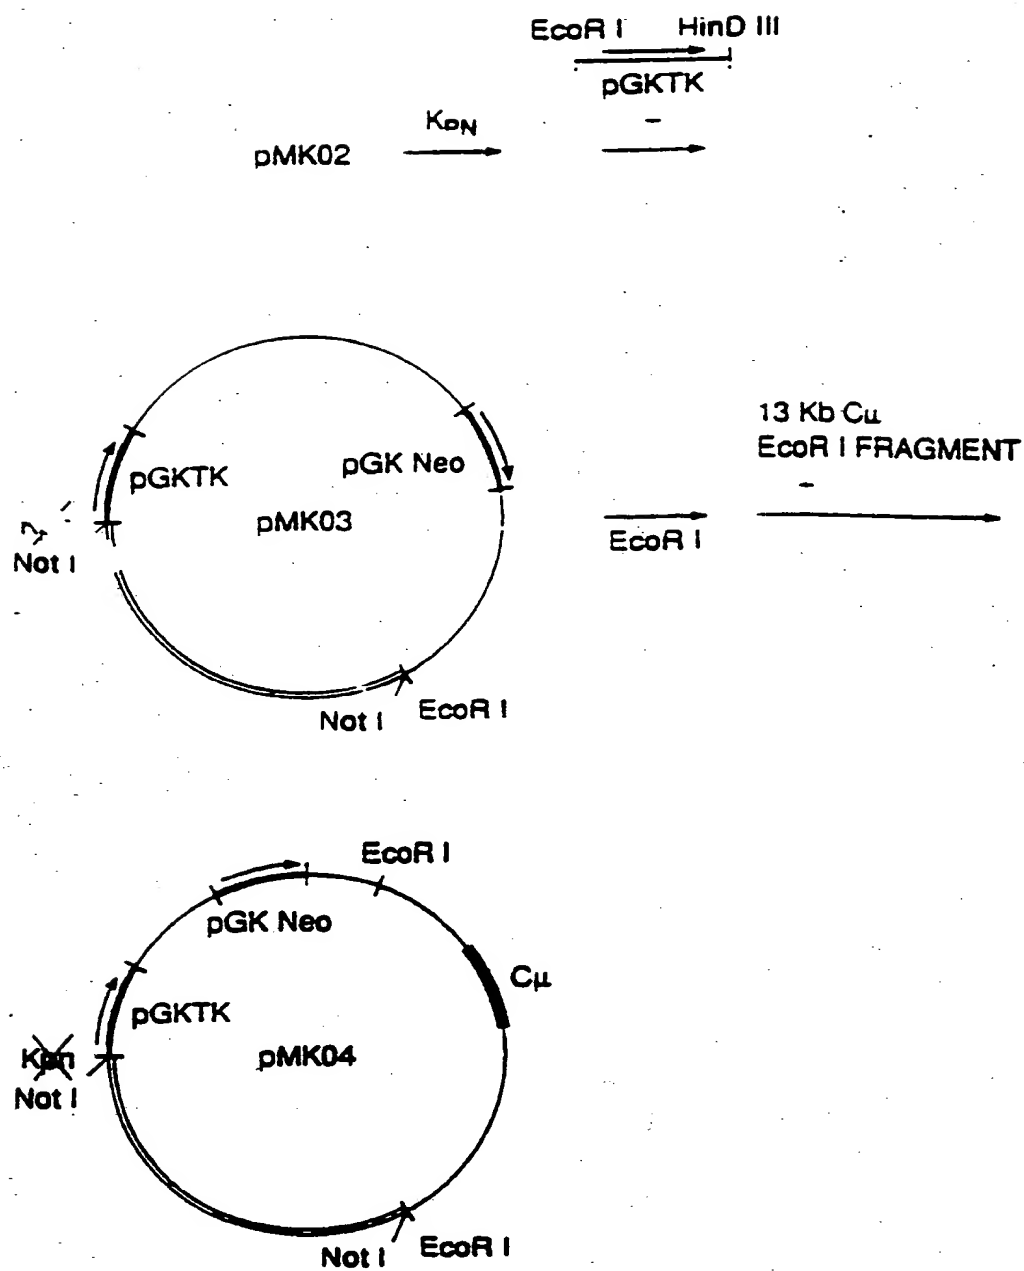 EcoR I HinD III
pGKTK
KpN
pMK02
pGKTK
pGK Neo
pMK03
Not I
Not I EcoR I
13 Kb Cμ
EcoR I FRAGMENT
EcoR I
EcoR I
pGK Neo
Cμ
pGKTK
Kpn
pMK04
Not I
Not I EcoR I